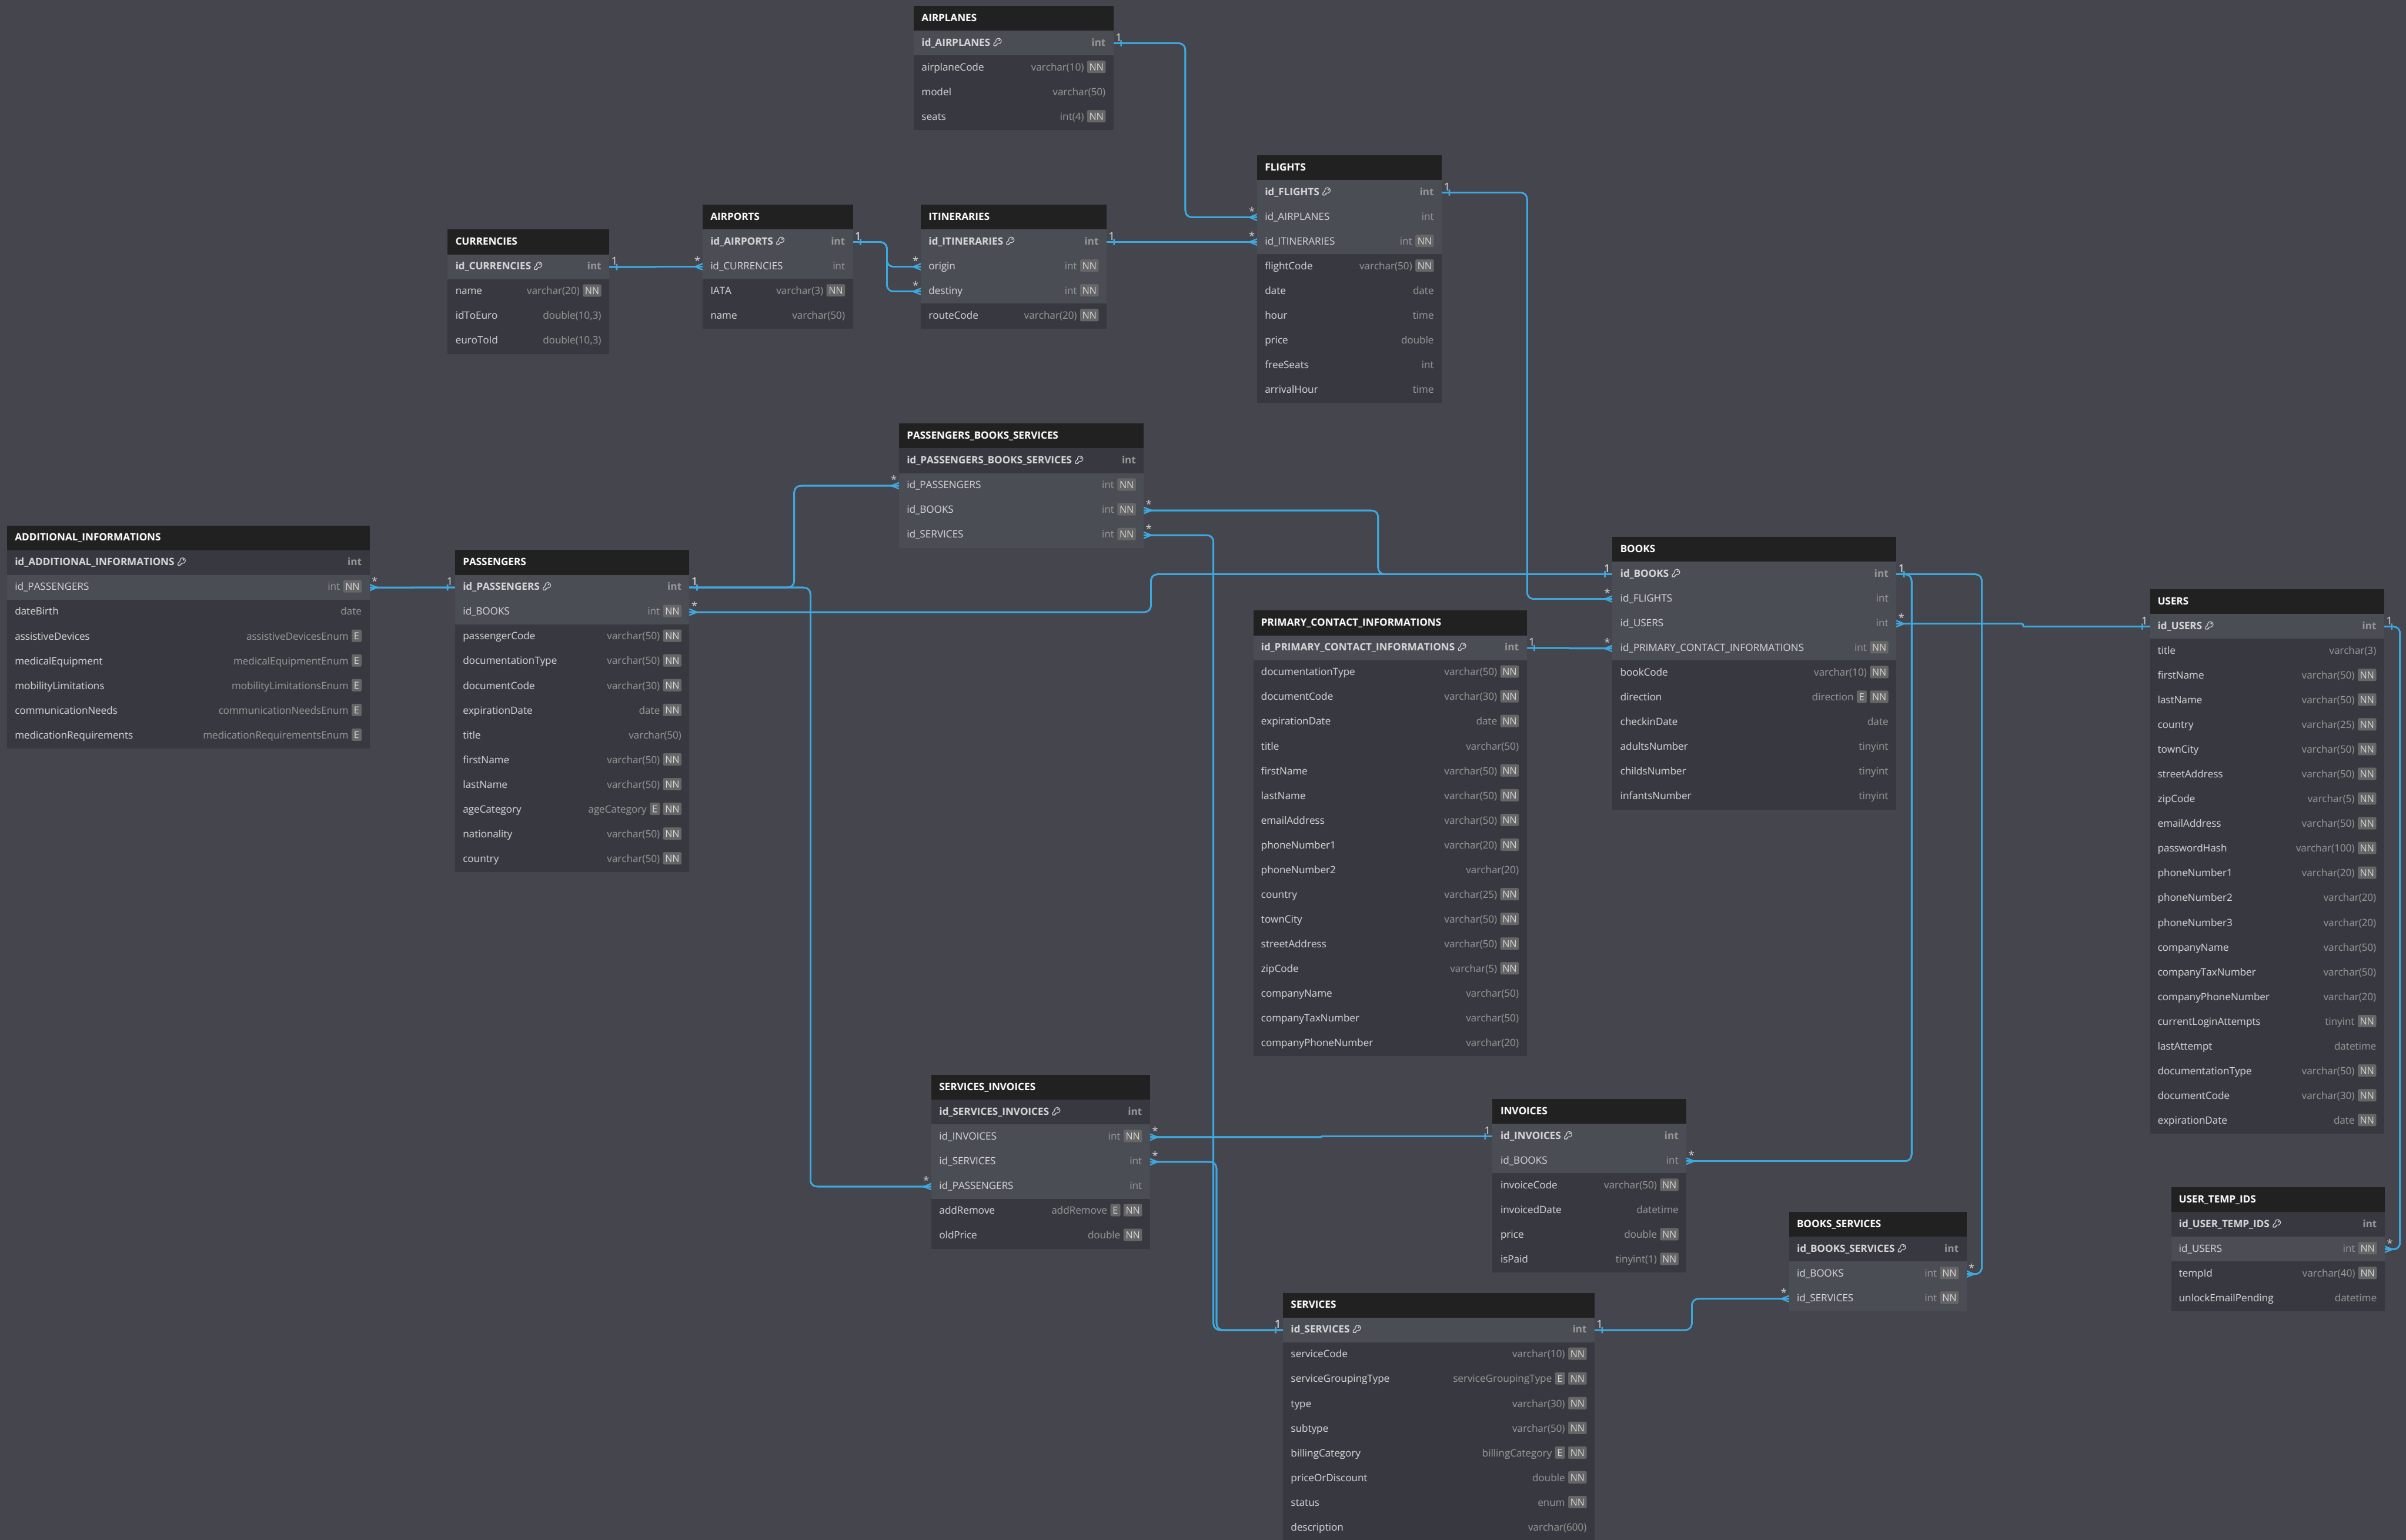 AIRPLANES
id_AIRPLANES int
airplaneCode varchar(10) NN
model varchar(50)
seats int(4) NN
FLIGHTS
id_FLIGHTS int
id_AIRPLANES int
id_ITINERARIES int NN
flightCode varchar(50) NN
date date
hour time
price double
freeSeats int
arrivalHour time
CURRENCIES
id_CURRENCIES int
name varchar(20) NN
idToEuro double(10,3)
euroToId double(10,3)
AIRPORTS
id_AIRPORTS int
id_CURRENCIES int
IATA varchar(3) NN
name varchar(50)
ITINERARIES
id_ITINERARIES int
origin int NN
destiny int NN
routeCode varchar(20) NN
PASSENGERS_BOOKS_SERVICES
id_PASSENGERS_BOOKS_SERVICES int
id_PASSENGERS int NN
id_BOOKS int NN
id_SERVICES int NN
ADDITIONAL_INFORMATIONS
id_ADDITIONAL_INFORMATIONS int
id_PASSENGERS int NN
dateBirth date
assistiveDevices assistiveDevicesEnum E
medicalEquipment medicalEquipmentEnum E
mobilityLimitations mobilityLimitationsEnum E
communicationNeeds communicationNeedsEnum E
medicationRequirements medicationRequirementsEnum E
PASSENGERS
id_PASSENGERS int
id_BOOKS int NN
passengerCode varchar(50) NN
documentationType varchar(50) NN
documentCode varchar(30) NN
expirationDate date NN
title varchar(50)
firstName varchar(50) NN
lastName varchar(50) NN
ageCategory ageCategory E NN
nationality varchar(50) NN
country varchar(50) NN
PRIMARY_CONTACT_INFORMATIONS
id_PRIMARY_CONTACT_INFORMATIONS int
documentationType varchar(50) NN
documentCode varchar(30) NN
expirationDate date NN
title varchar(50)
firstName varchar(50) NN
lastName varchar(50) NN
emailAddress varchar(50) NN
phoneNumber1 varchar(20) NN
phoneNumber2 varchar(20)
country varchar(25) NN
townCity varchar(50) NN
streetAddress varchar(50) NN
zipCode varchar(5) NN
companyName varchar(50)
companyTaxNumber varchar(50)
companyPhoneNumber varchar(20)
BOOKS
id_BOOKS int
id_FLIGHTS int
id_USERS int
id_PRIMARY_CONTACT_INFORMATIONS int NN
bookCode varchar(10) NN
direction direction E NN
checkinDate date
adultsNumber tinyint
childsNumber tinyint
infantsNumber tinyint
USERS
id_USERS int
title varchar(3)
firstName varchar(50) NN
lastName varchar(50) NN
country varchar(25) NN
townCity varchar(50) NN
streetAddress varchar(50) NN
zipCode varchar(5) NN
emailAddress varchar(50) NN
passwordHash varchar(100) NN
phoneNumber1 varchar(20) NN
phoneNumber2 varchar(20)
phoneNumber3 varchar(20)
companyName varchar(50)
companyTaxNumber varchar(50)
companyPhoneNumber varchar(20)
currentLoginAttempts tinyint NN
lastAttempt datetime
documentationType varchar(50) NN
documentCode varchar(30) NN
expirationDate date NN
SERVICES_INVOICES
id_SERVICES_INVOICES int
id_INVOICES int NN
id_SERVICES int
id_PASSENGERS int
addRemove addRemove E NN
oldPrice double NN
INVOICES
id_INVOICES int
id_BOOKS int
invoiceCode varchar(50) NN
invoicedDate datetime
price double NN
isPaid tinyint(1) NN
BOOKS_SERVICES
id_BOOKS_SERVICES int
id_BOOKS int NN
id_SERVICES int NN
USER_TEMP_IDS
id_USER_TEMP_IDS int
id_USERS int NN
tempId varchar(40) NN
unlockEmailPending datetime
SERVICES
id_SERVICES int
serviceCode varchar(10) NN
serviceGroupingType serviceGroupingType E NN
type varchar(30) NN
subtype varchar(50) NN
billingCategory billingCategory E NN
priceOrDiscount double NN
status enum NN
description varchar(600)